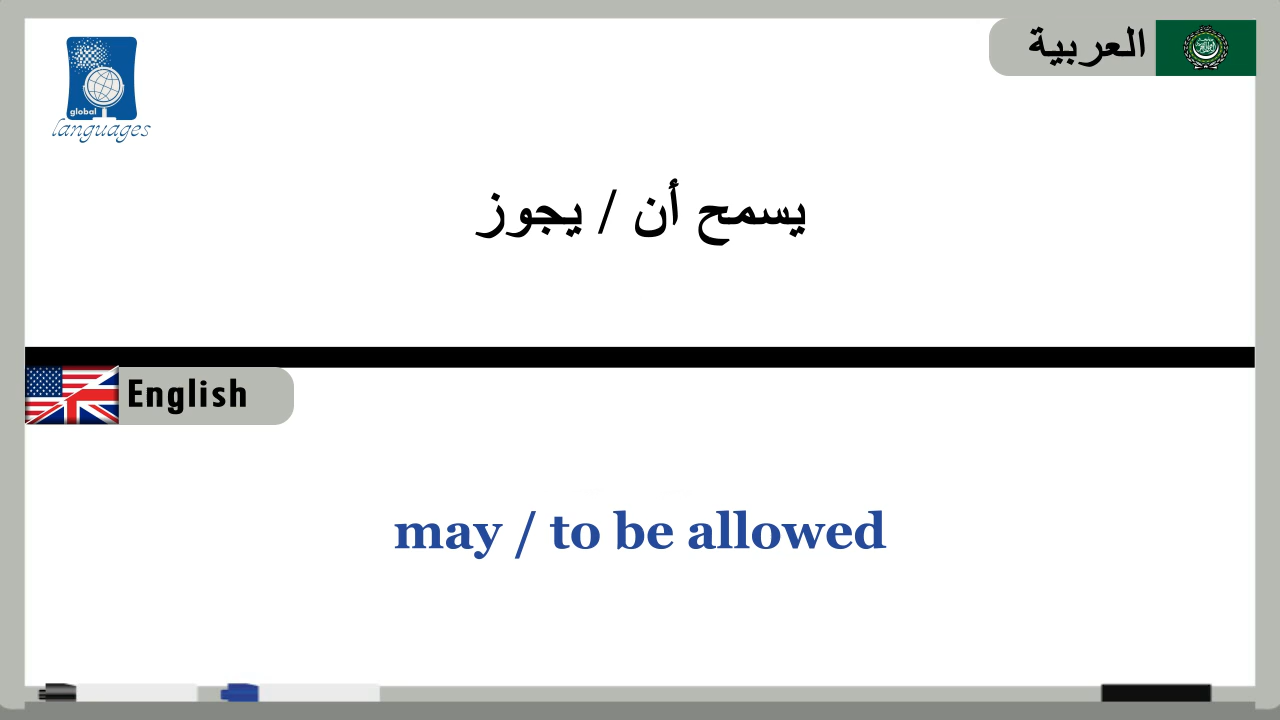 العربية
global
languages
يسمح أن / يجوز
English
may / to be allowed